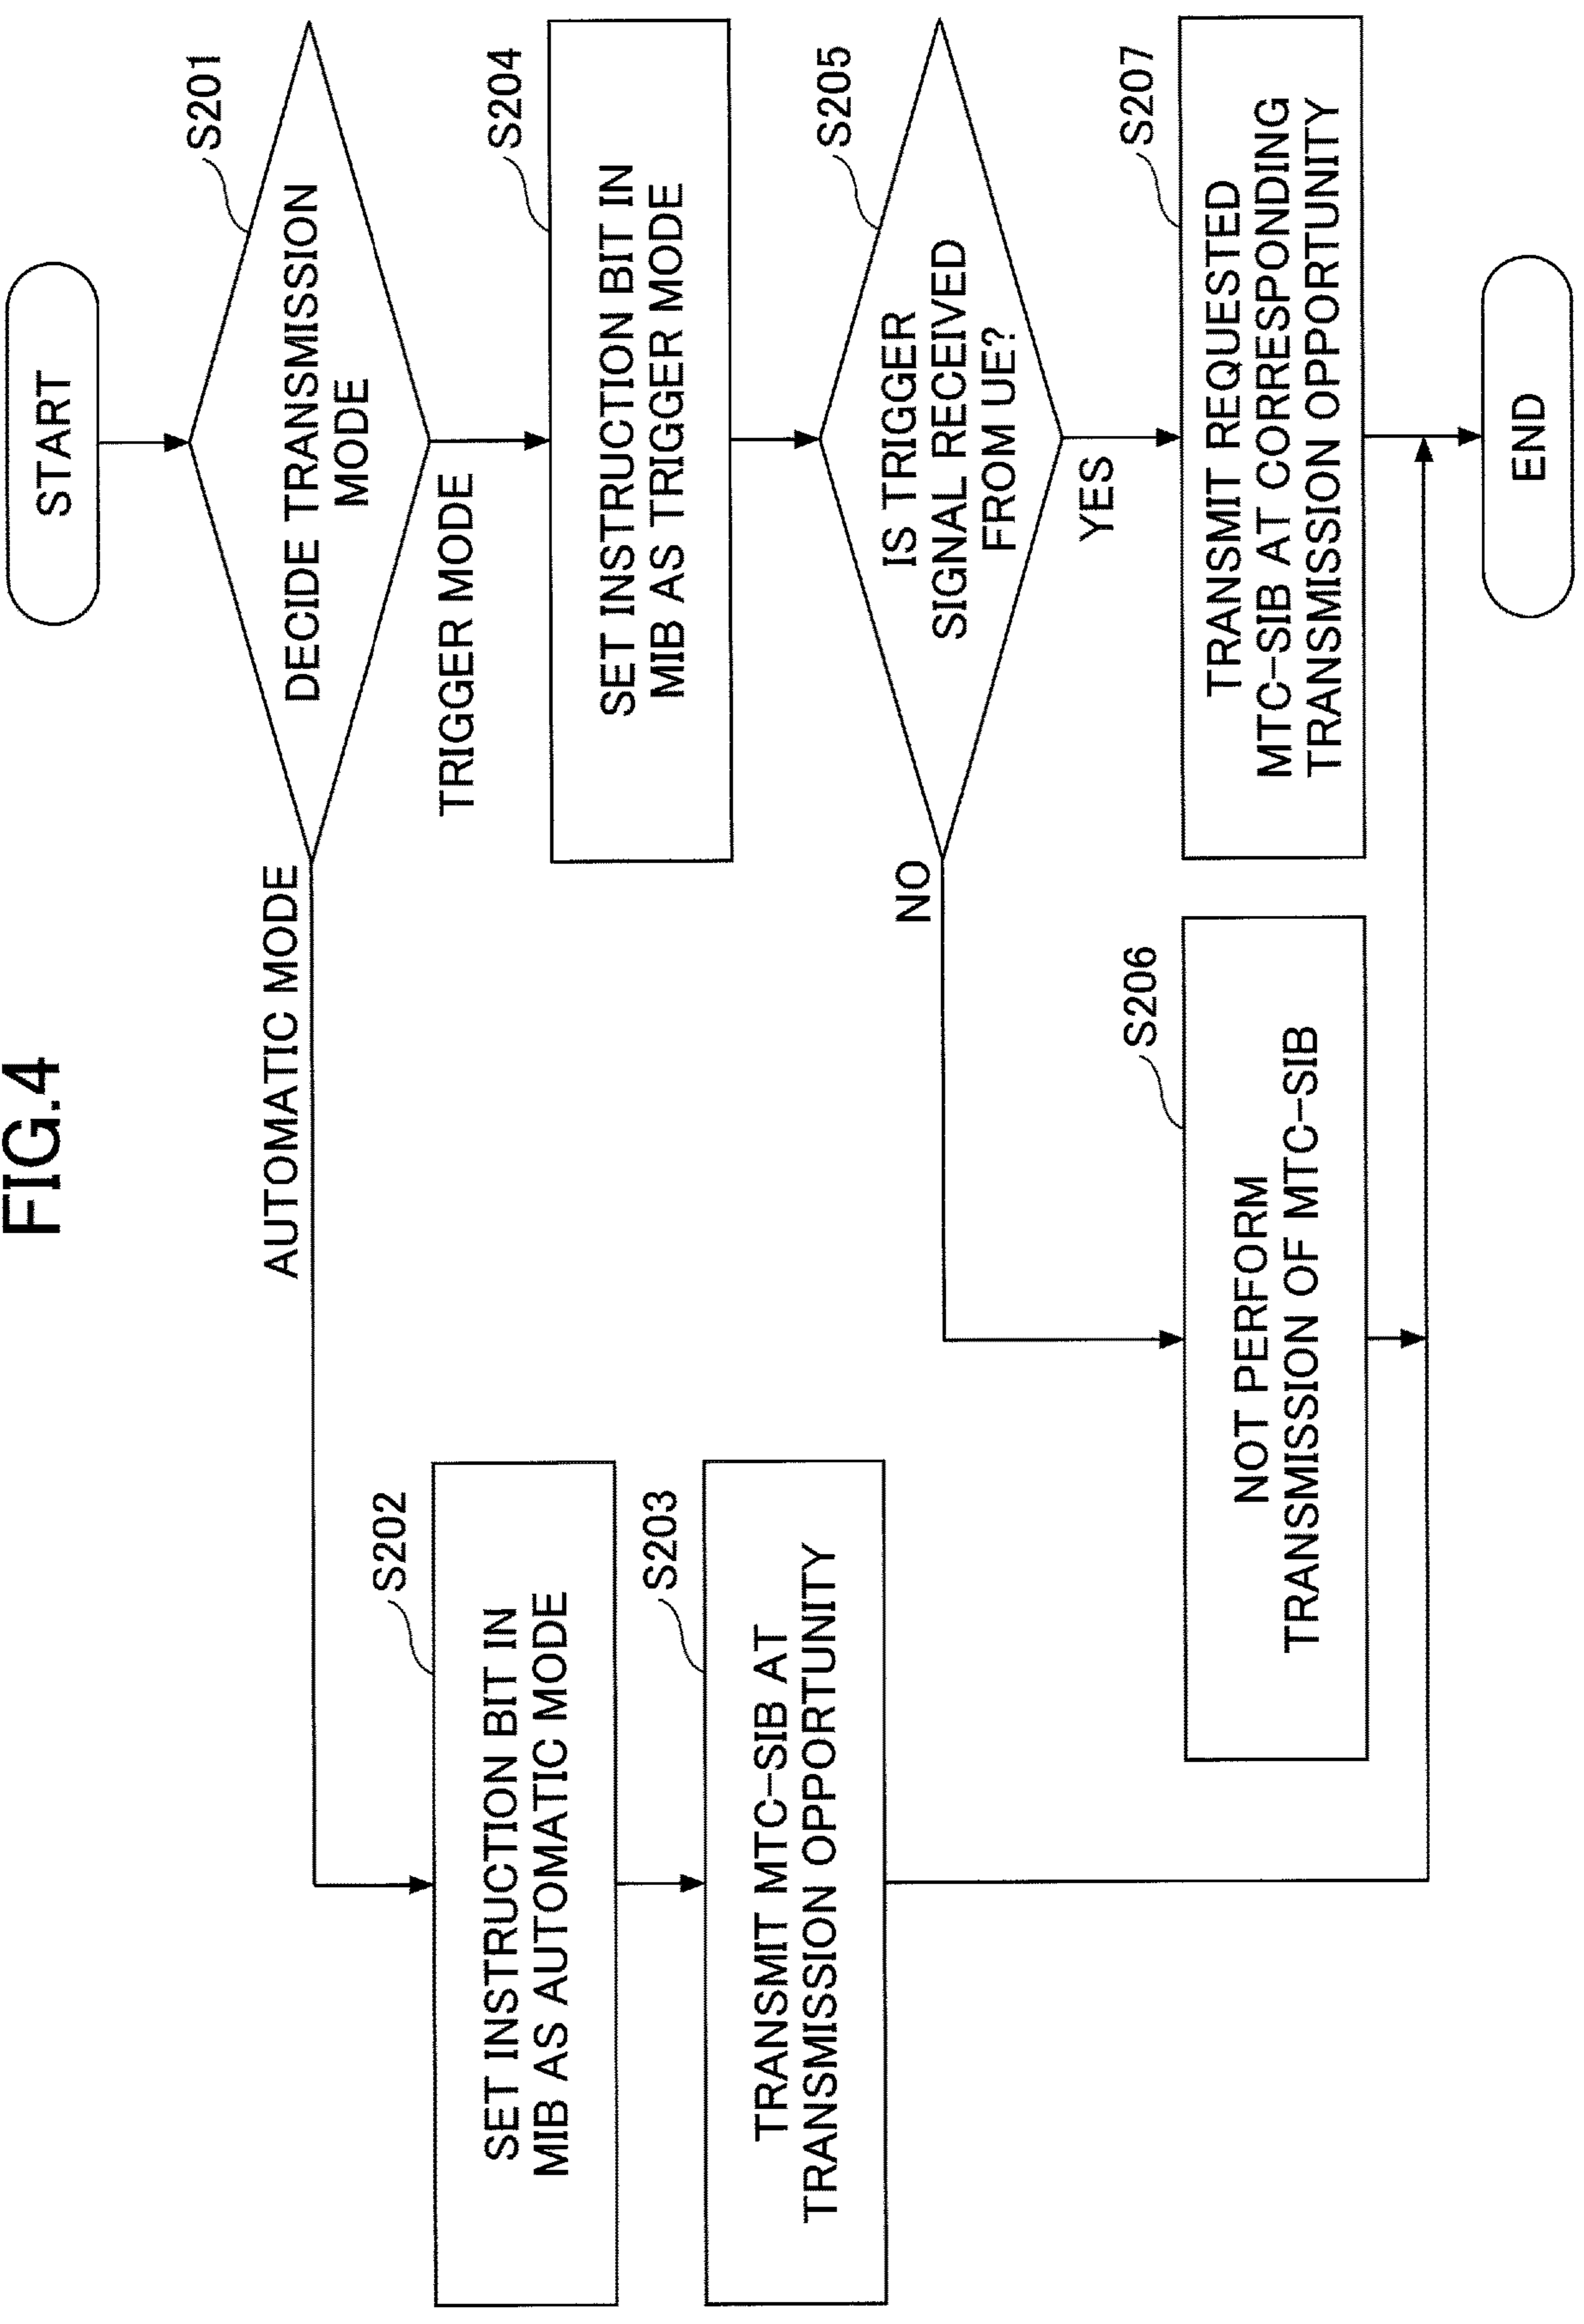 FIG.4
START
S201
DECIDE TRANSMISSION
MODE
AUTOMATIC MODE
TRIGGER MODE
S202
SET INSTRUCTION BIT IN
MIB AS AUTOMATIC MODE
S203
TRANSMIT MTC-SIB AT
TRANSMISSION OPPORTUNITY
S204
SET INSTRUCTION BIT IN
MIB AS TRIGGER MODE
S205
IS TRIGGER
SIGNAL RECEIVED
FROM UE?
NO
YES
S206
NOT PERFORM
TRANSMISSION OF MTC-SIB
S207
TRANSMIT REQUESTED
MTC-SIB AT CORRESPONDING
TRANSMISSION OPPORTUNITY
END